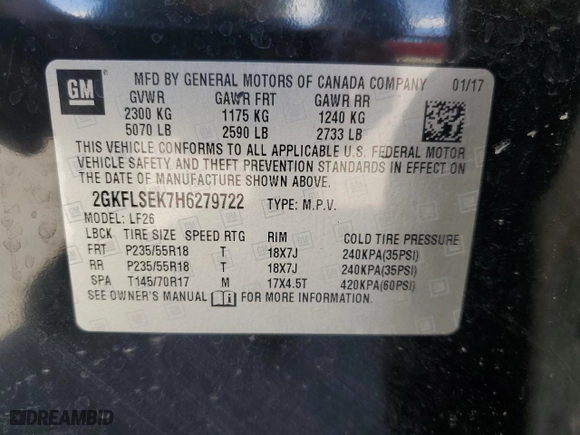 GM
MFD BY GENERAL MOTORS OF CANADA COMPANY 01/17
GVWR GAWR FRT GAWR RR
2300 KG 1175 KG 1240 KG
5070 LB 2590 LB 2733 LB
THIS VEHICLE CONFORMS TO ALL APPLICABLE U.S. FEDERAL MOTOR
VEHICLE SAFETY AND THEFT PREVENTION STANDARDS IN EFFECT ON
THE DATE OF MANUFACTURE SHOWN ABOVE.
2GKFLSEK7H6279722 TYPE: M.P.V.
MODEL: LF26
LBCK TIRE SIZE SPEED RTG RIM COLD TIRE PRESSURE
FRT P235/55R18 T 18X7J 240KPA(35PSI)
RR P235/55R18 T 18X7J 240KPA(35PSI)
SPA T145/70R17 M 17X4.5T 420KPA(60PSI)
SEE OWNER'S MANUAL FOR MORE INFORMATION
DREAMBID